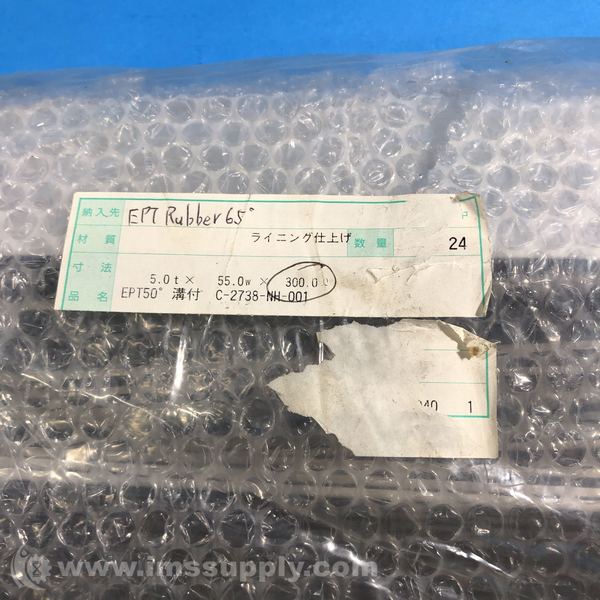 納入先 EPT Rubber 65°
材質 ライニング仕上げ 数量 24
寸法 5.0t× 55.0w × 300.0
品名 EPT50° 溝付 C-2738-NH-001
040 1
www.imssupply.com